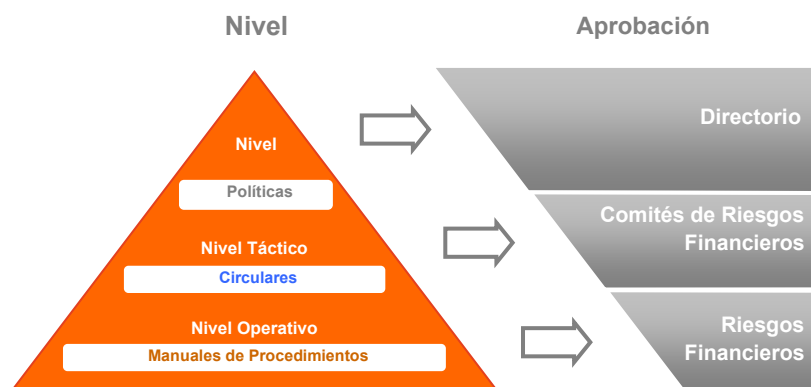 Nivel
Aprobación
Nivel
Políticas
Directorio
Nivel Táctico
Circulares
Comités de Riesgos
Financieros
Nivel Operativo
Manuales de Procedimientos
Riesgos
Financieros